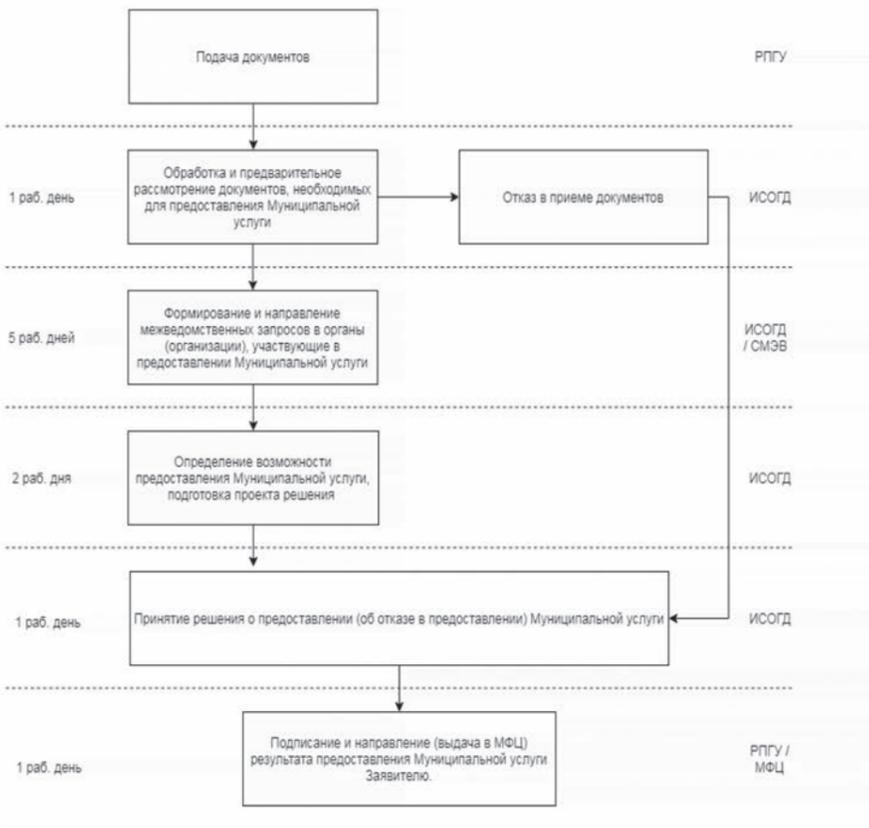 Подача документов
РПГУ
1 раб. день
Обработка и предварительное
рассмотрение документов, необходимых
для предоставления Муниципальной
услуги
Отказ в приеме документов
ИСОГД
5 раб. дней
Формирование и направление
межведомственных запросов в органы
(организации), участвующие в
предоставлении Муниципальной услуги
ИСОГД
/ СМЭВ
2 раб. дня
Определение возможности
предоставления Муниципальной услуги,
подготовка проекта решения
ИСОГД
1 раб. день
Принятие решения о предоставлении (об отказе в предоставлении) Муниципальной услуги
ИСОГД
1 раб. день
Подписание и направление (выдача в МФЦ)
результата предоставления Муниципальной услуги
Заявителю.
РПГУ /
МФЦ